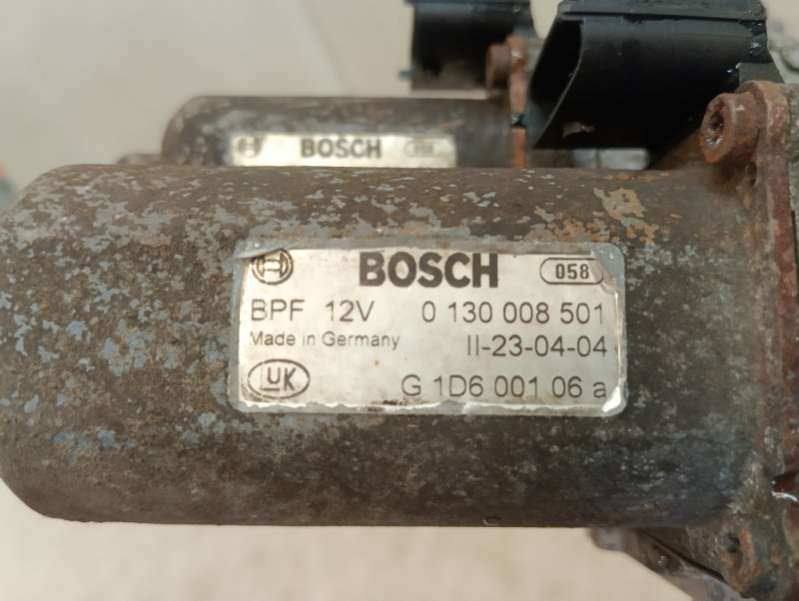 BOSCH
BOSCH 058
BPF 12V 0 130 008 501
Made in Germany II-23-04-04
UK G 1D6 001 06 a